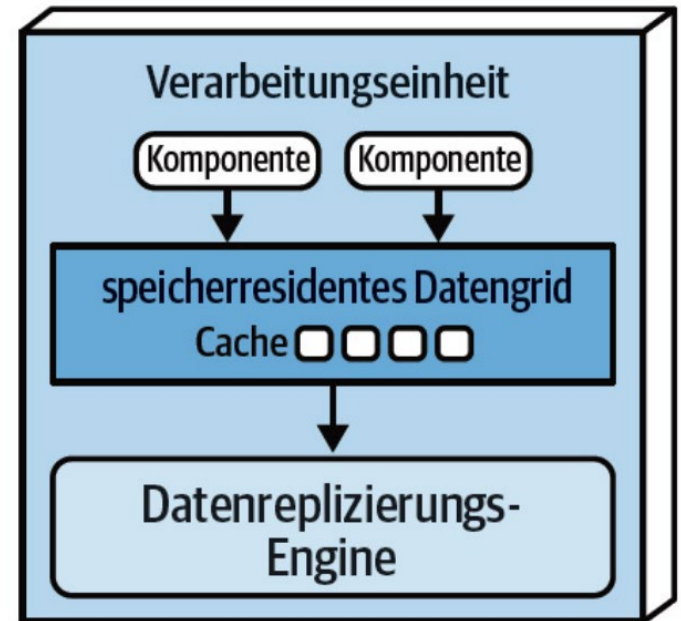 Verarbeitungseinheit
Komponente Komponente
speicherresidentes Datengrid
Cache
Datenreplizierungs-
Engine